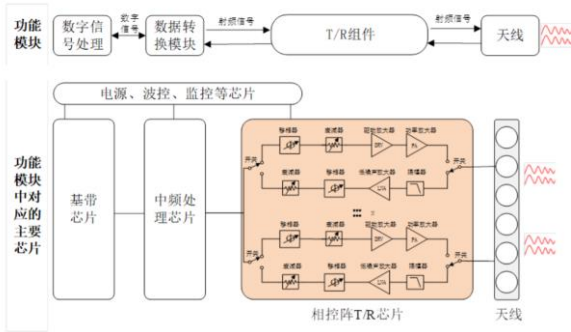 功能
模块
数字信
号处理
数字
信号
数据转
换模块
射频信号
T/R组件
射频信号
天线
功能
模块
中对
应的
主要
芯片
电源、波控、监控等芯片
基带
芯片
中频处
理芯片
移相器
衰减器
驱动放大器
功率放大器
开关
DRV
PA
开关
衰减器
移相器
低噪声放大器
限幅器
LNA
移相器
衰减器
驱动放大器
功率放大器
开关
DRV
PA
开关
衰减器
移相器
低噪声放大器
限幅器
LNA
相控阵T/R芯片
天线